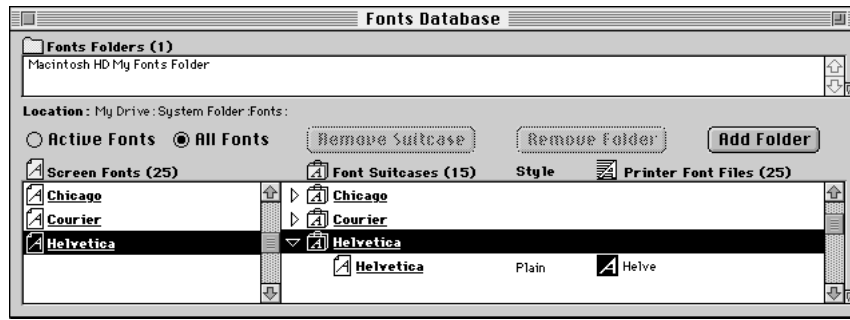 Fonts Database
Fonts Folders (1)
Macintosh HD My Fonts Folder
Location: My Drive:System Folder:Fonts:
Active Fonts All Fonts Remove Suitcase Remove Folder Add Folder
Screen Fonts (25) Font Suitcases (15) Style Printer Font Files (25)
Chicago Chicago
Courier Courier
Helvetica Helvetica
Helvetica Plain Helve